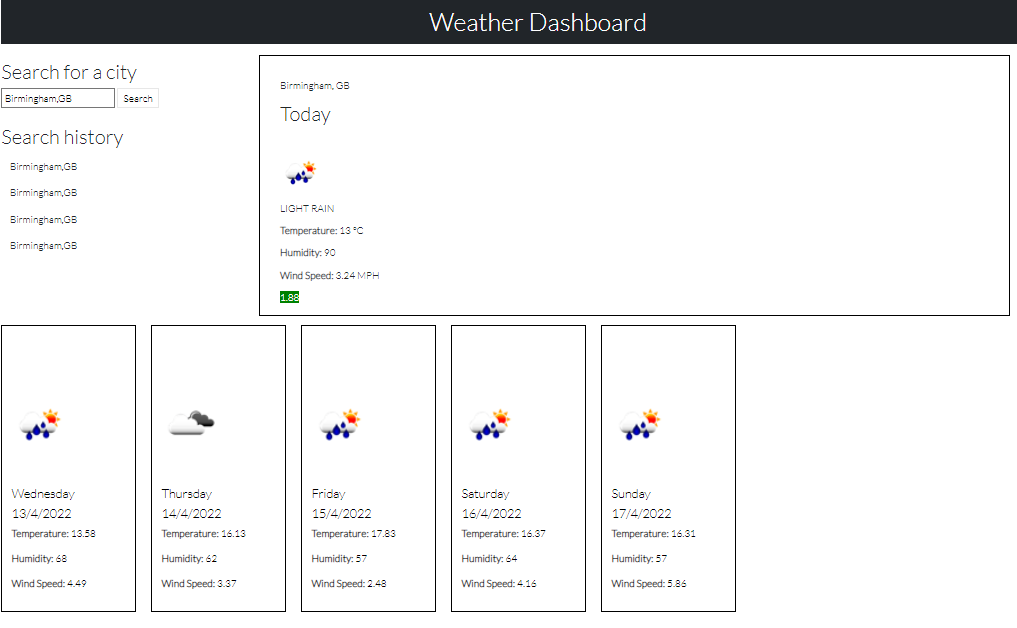 Weather Dashboard
Search for a city
Birmingham,GB
Search
Search history
Birmingham,GB
Birmingham,GB
Birmingham,GB
Birmingham,GB
Birmingham, GB
Today
LIGHT RAIN
Temperature: 13 °C
Humidity: 90
Wind Speed: 3.24 MPH
1.88
Wednesday
13/4/2022
Temperature: 13.58
Humidity: 68
Wind Speed: 4.49
Thursday
14/4/2022
Temperature: 16.13
Humidity: 62
Wind Speed: 3.37
Friday
15/4/2022
Temperature: 17.83
Humidity: 57
Wind Speed: 2.48
Saturday
16/4/2022
Temperature: 16.37
Humidity: 64
Wind Speed: 4.16
Sunday
17/4/2022
Temperature: 16.31
Humidity: 57
Wind Speed: 5.86